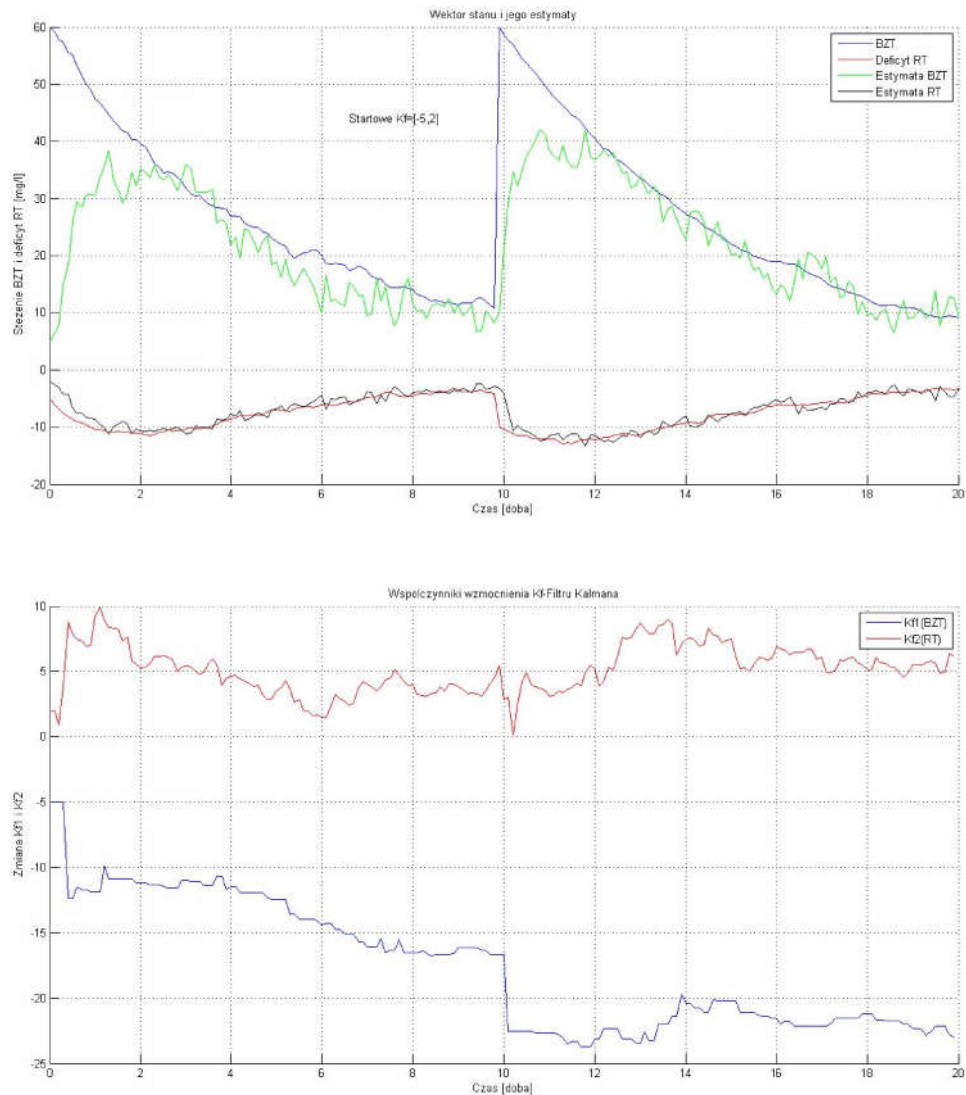 Wektor stanu i jego estymaty
60
50
40
30
20
10
0
-10
-20
Stezenie BZT i deficyt RT [mg/l]
BZT
Deficyt RT
Estymata BZT
Estymata RT
Startowe Kf=[-5,2]
0 2 4 6 8 10 12 14 16 18 20
Czas [doba]
Wspolczynniki wzmocnienia Kf-Filtru Kalmana
10
5
0
-5
-10
-15
-20
-25
Zmiana Kf1 i Kf2
Kf1(BZT)
Kf2(RT)
0 2 4 6 8 10 12 14 16 18 20
Czas [doba]